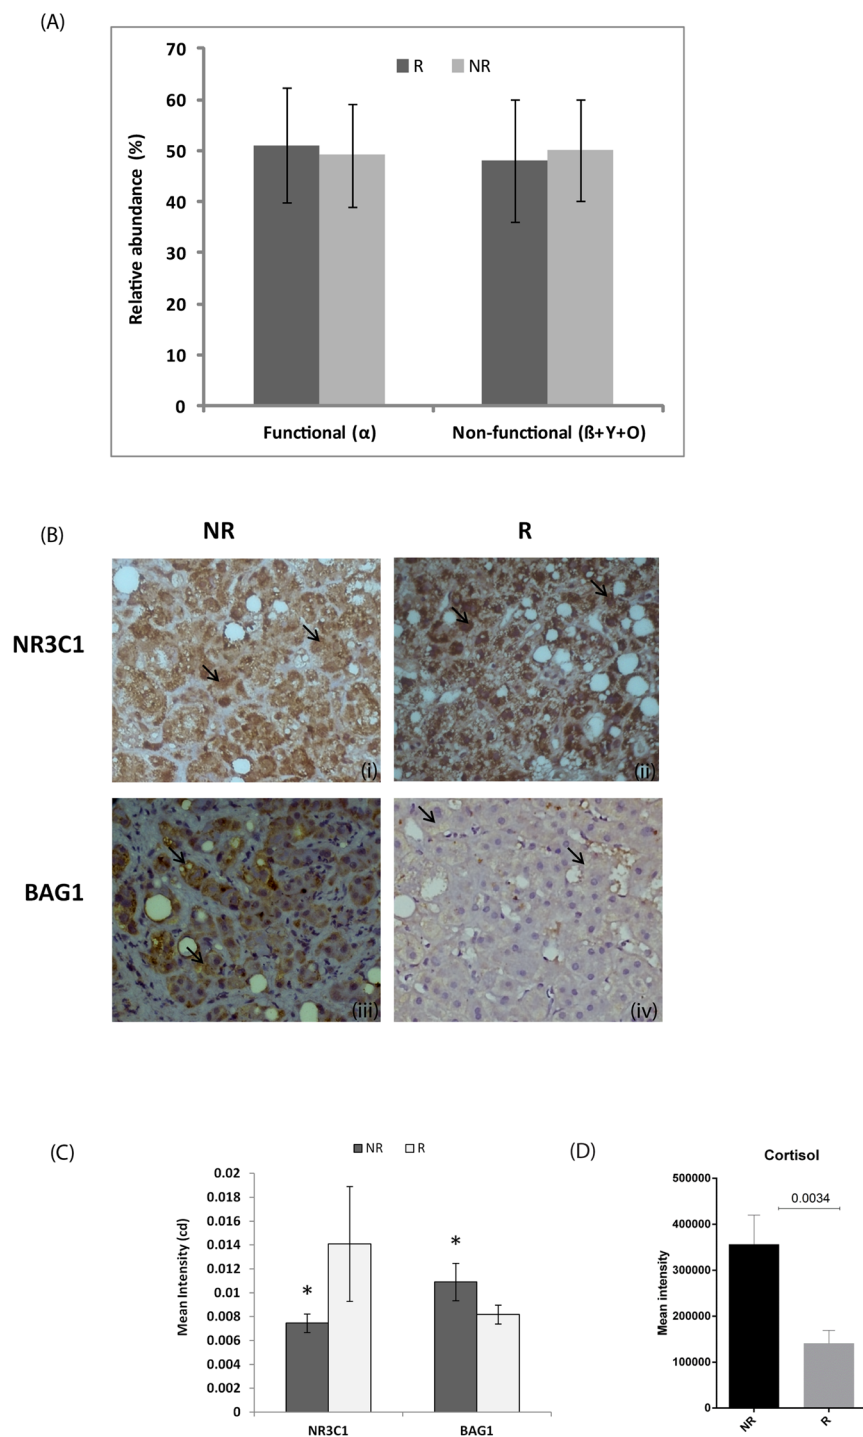 (A)
70
60
50
40
30
20
10
0
Relative abundance (%)
R NR
Functional (α) Non-functional (ß+Y+O)
(B)
NR R
NR3C1
(i) (ii)
BAG1
(iii) (iv)
(C)
NR R
0.02
0.018
0.016
0.014
0.012
0.01
0.008
0.006
0.004
0.002
0
Mean Intensity (cd)
* *
NR3C1 BAG1
(D)
Cortisol
0.0034
500000
400000
300000
200000
100000
0
Mean intensity
NR R